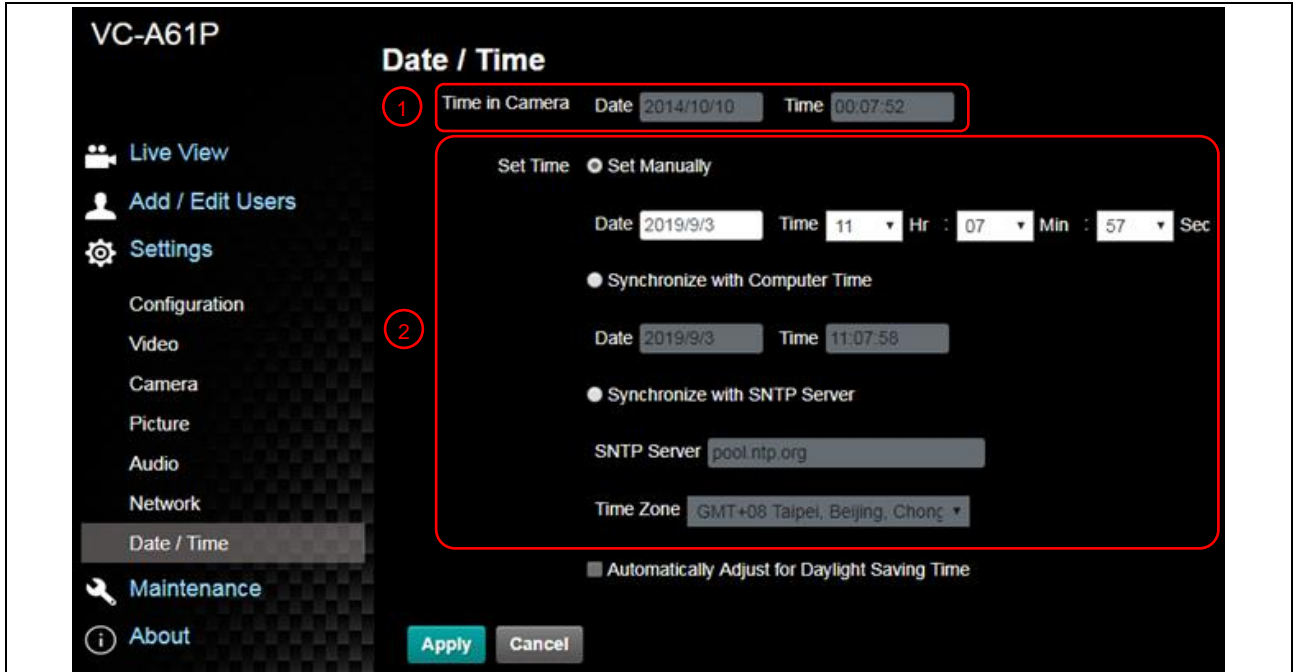 VC-A61P
Live View
Add / Edit Users
Settings
Configuration
Video
Camera
Picture
Audio
Network
Date / Time
Maintenance
About
Date / Time
1 Time in Camera Date 2014/10/10 Time 00:07:52
2
Set Time Set Manually
Date 2019/9/3 Time 11 Hr : 07 Min : 57 Sec
Synchronize with Computer Time
Date 2019/9/3 Time 11:07:58
Synchronize with SNTP Server
SNTP Server pool.ntp.org
Time Zone GMT+08 Taipei, Beijing, Chong
Automatically Adjust for Daylight Saving Time
Apply Cancel